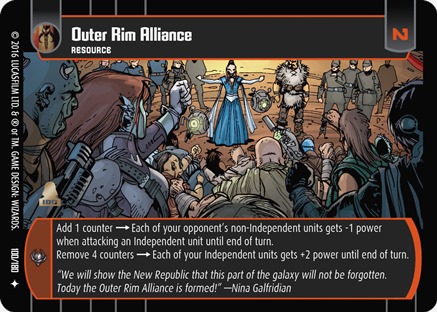 Outer Rim Alliance
RESOURCE
N
© 2016 LUCASFILM LTD. & ® or TM. GAME DESIGN: WIZARDS.
Add 1 counter → Each of your opponent's non-Independent units gets -1 power
when attacking an Independent unit until end of turn.
Remove 4 counters → Each of your Independent units gets +2 power until end of turn.
"We will show the New Republic that this part of the galaxy will not be forgotten.
Today the Outer Rim Alliance is formed!" —Nina Galfridian